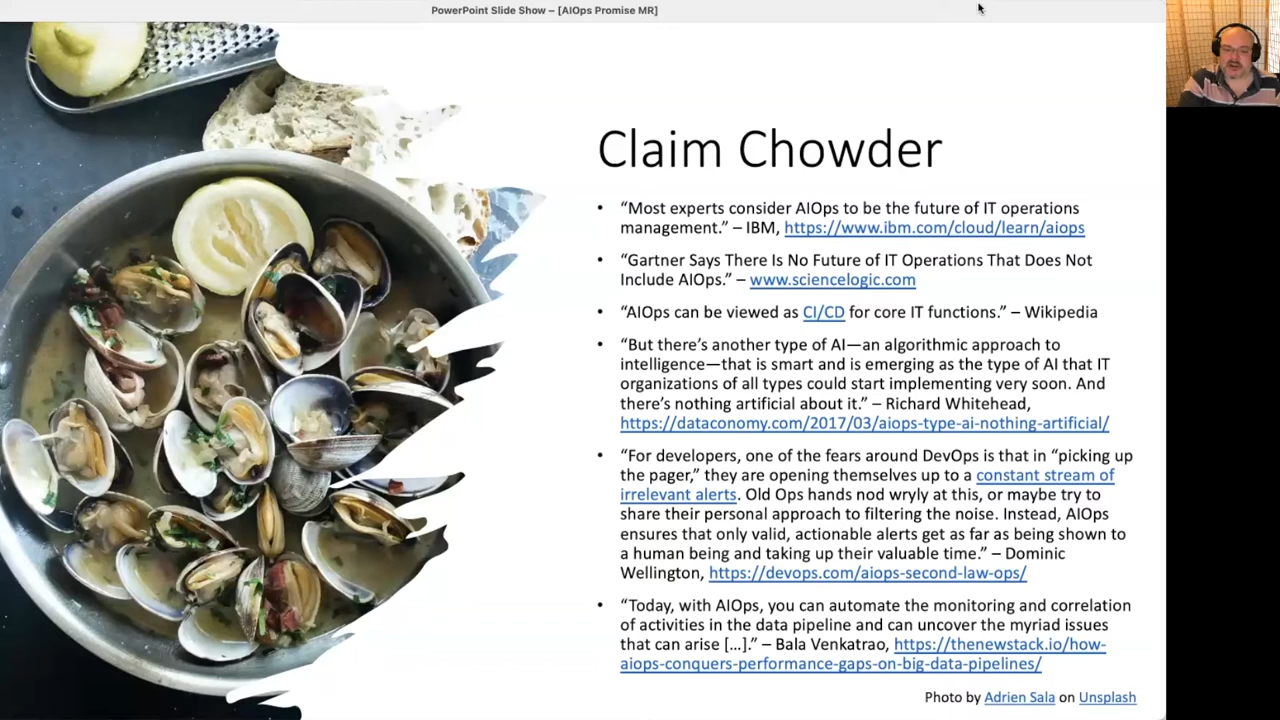 PowerPoint Slide Show – [AIOps Promise MR]
Claim Chowder
• “Most experts consider AIOps to be the future of IT operations
management.” – IBM, https://www.ibm.com/cloud/learn/aiops
• “Gartner Says There Is No Future of IT Operations That Does Not
Include AIOps.” – www.sciencelogic.com
• “AIOps can be viewed as CI/CD for core IT functions.” – Wikipedia
• “But there’s another type of AI—an algorithmic approach to
intelligence—that is smart and is emerging as the type of AI that IT
organizations of all types could start implementing very soon. And
there’s nothing artificial about it.” – Richard Whitehead,
https://dataconomy.com/2017/03/aiops-type-ai-nothing-artificial/
• “For developers, one of the fears around DevOps is that in “picking up
the pager,” they are opening themselves up to a constant stream of
irrelevant alerts. Old Ops hands nod wryly at this, or maybe try to
share their personal approach to filtering the noise. Instead, AIOps
ensures that only valid, actionable alerts get as far as being shown to
a human being and taking up their valuable time.” – Dominic
Wellington, https://devops.com/aiops-second-law-ops/
• “Today, with AIOps, you can automate the monitoring and correlation
of activities in the data pipeline and can uncover the myriad issues
that can arise […].” – Bala Venkatrao, https://thenewstack.io/how-
aiops-conquers-performance-gaps-on-big-data-pipelines/
Photo by Adrien Sala on Unsplash